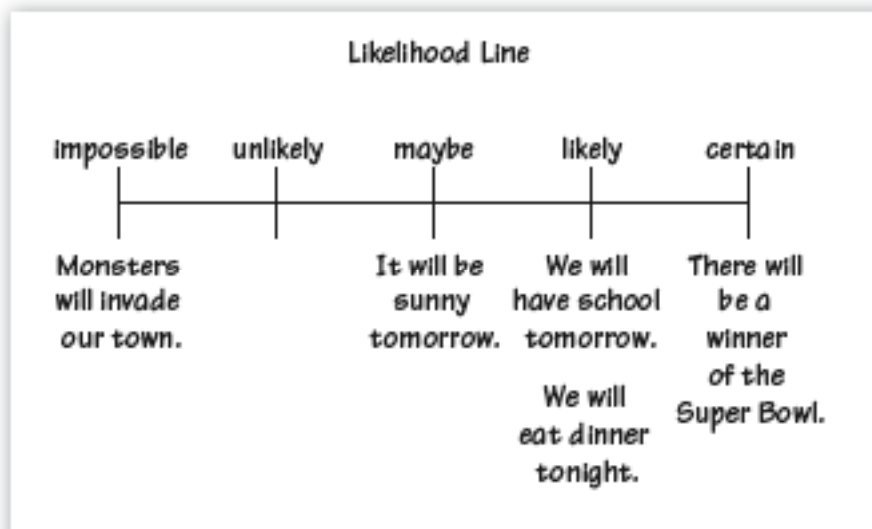 Likelihood Line
impossible unlikely maybe likely certain
Monsters
will invade
our town.
It will be
sunny
tomorrow.
We will
have school
tomorrow.
We will
eat dinner
tonight.
There will
be a
winner
of the
Super Bowl.